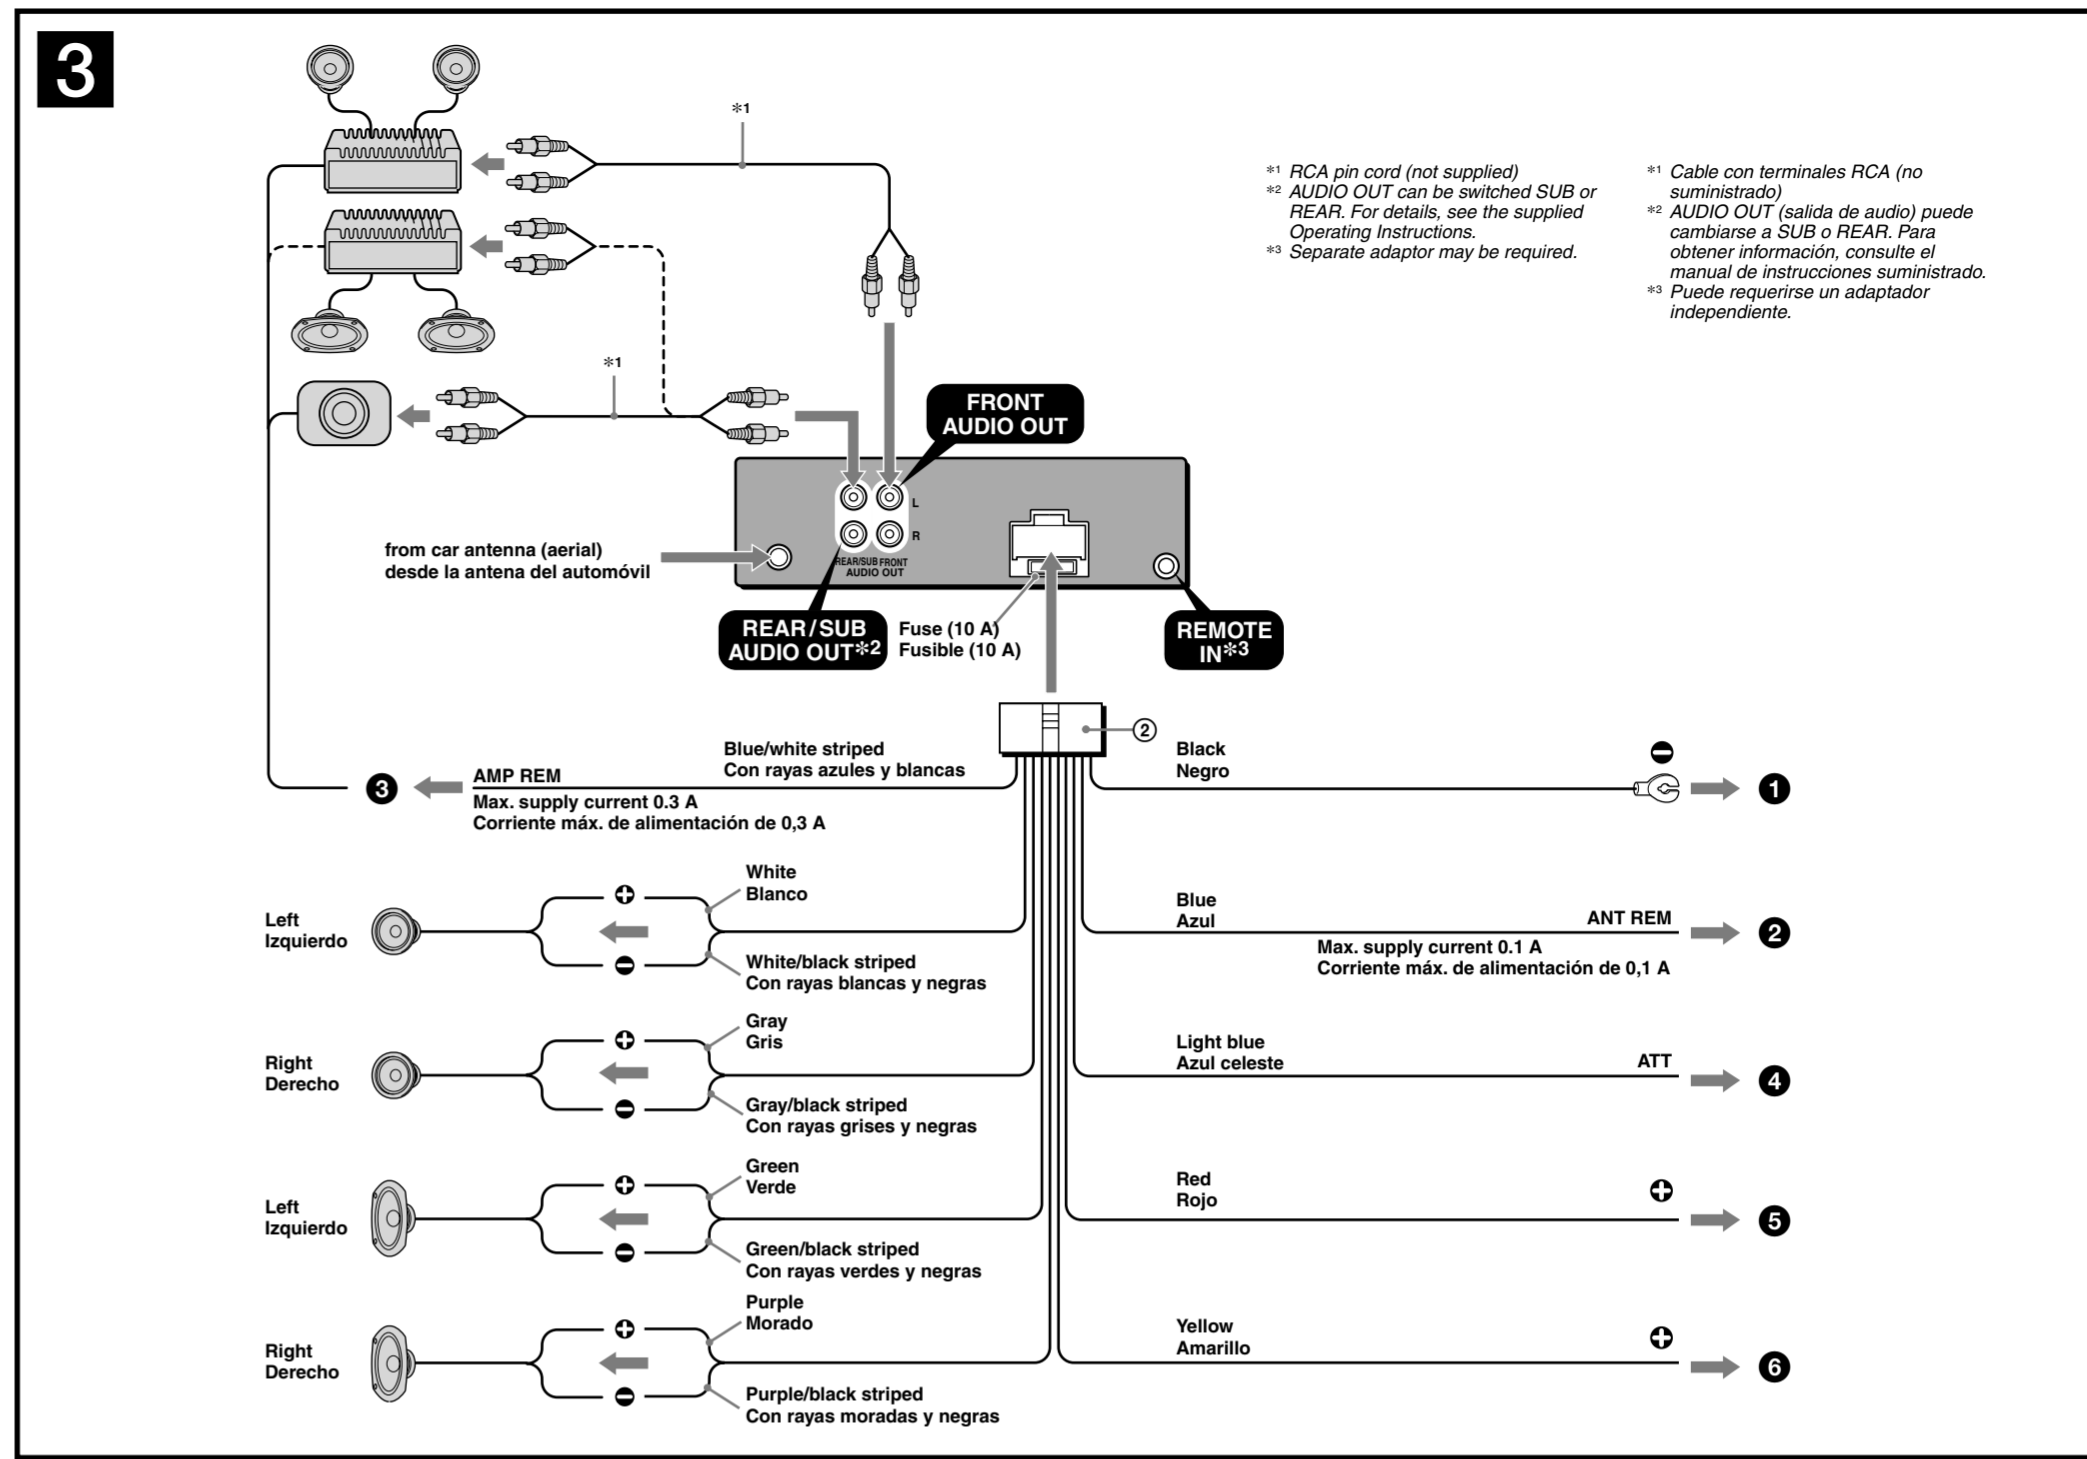 3
*1
*1 RCA pin cord (not supplied)
*2 AUDIO OUT can be switched SUB or
REAR. For details, see the supplied
Operating Instructions.
*3 Separate adaptor may be required.
*1 Cable con terminales RCA (no
suministrado)
*2 AUDIO OUT (salida de audio) puede
cambiarse a SUB o REAR. Para
obtener información, consulte el
manual de instrucciones suministrado.
*3 Puede requerirse un adaptador
independiente.
*1
FRONT
AUDIO OUT
L
R
REAR/SUB FRONT
AUDIO OUT
from car antenna (aerial)
desde la antena del automóvil
REAR/SUB
AUDIO OUT*2
Fuse (10 A)
Fusible (10 A)
REMOTE
IN*3
2
Blue/white striped
Con rayas azules y blancas
3
AMP REM
Max. supply current 0.3 A
Corriente máx. de alimentación de 0,3 A
Black
Negro
1
White
Blanco
Left
Izquierdo
White/black striped
Con rayas blancas y negras
Blue
Azul
ANT REM
2
Max. supply current 0.1 A
Corriente máx. de alimentación de 0,1 A
Gray
Gris
Right
Derecho
Gray/black striped
Con rayas grises y negras
Light blue
Azul celeste
ATT
4
Green
Verde
Left
Izquierdo
Green/black striped
Con rayas verdes y negras
Red
Rojo
5
Purple
Morado
Right
Derecho
Purple/black striped
Con rayas moradas y negras
Yellow
Amarillo
6